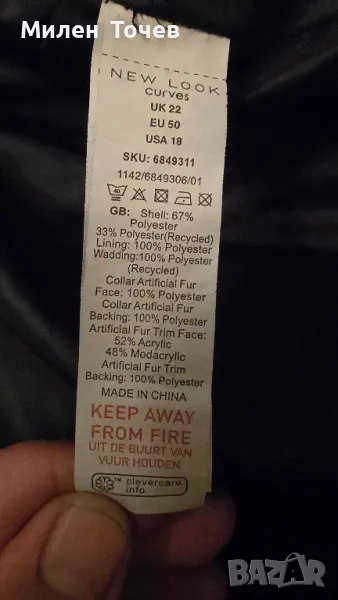 Милен Точев
NEW LOOK
curves
UK 22
EU 50
USA 18
SKU: 6849311
1142/6849306/01
40
GB: Shell: 67%
Polyester
33% Polyester(Recycled)
Lining: 100% Polyester
Wadding:100% Polyester
(Recycled)
Collar Artificial Fur
Face: 100% Polyester
Collar Artificial Fur
Backing: 100% Polyester
Artificial Fur Trim Face:
52% Acrylic
48% Modacrylic
Artificial Fur Trim
Backing: 100% Polyester
MADE IN CHINA
KEEP AWAY
FROM FIRE
UIT DE BUURT VAN
VUUR HOUDEN
™ clevercare.
info
BAZAR